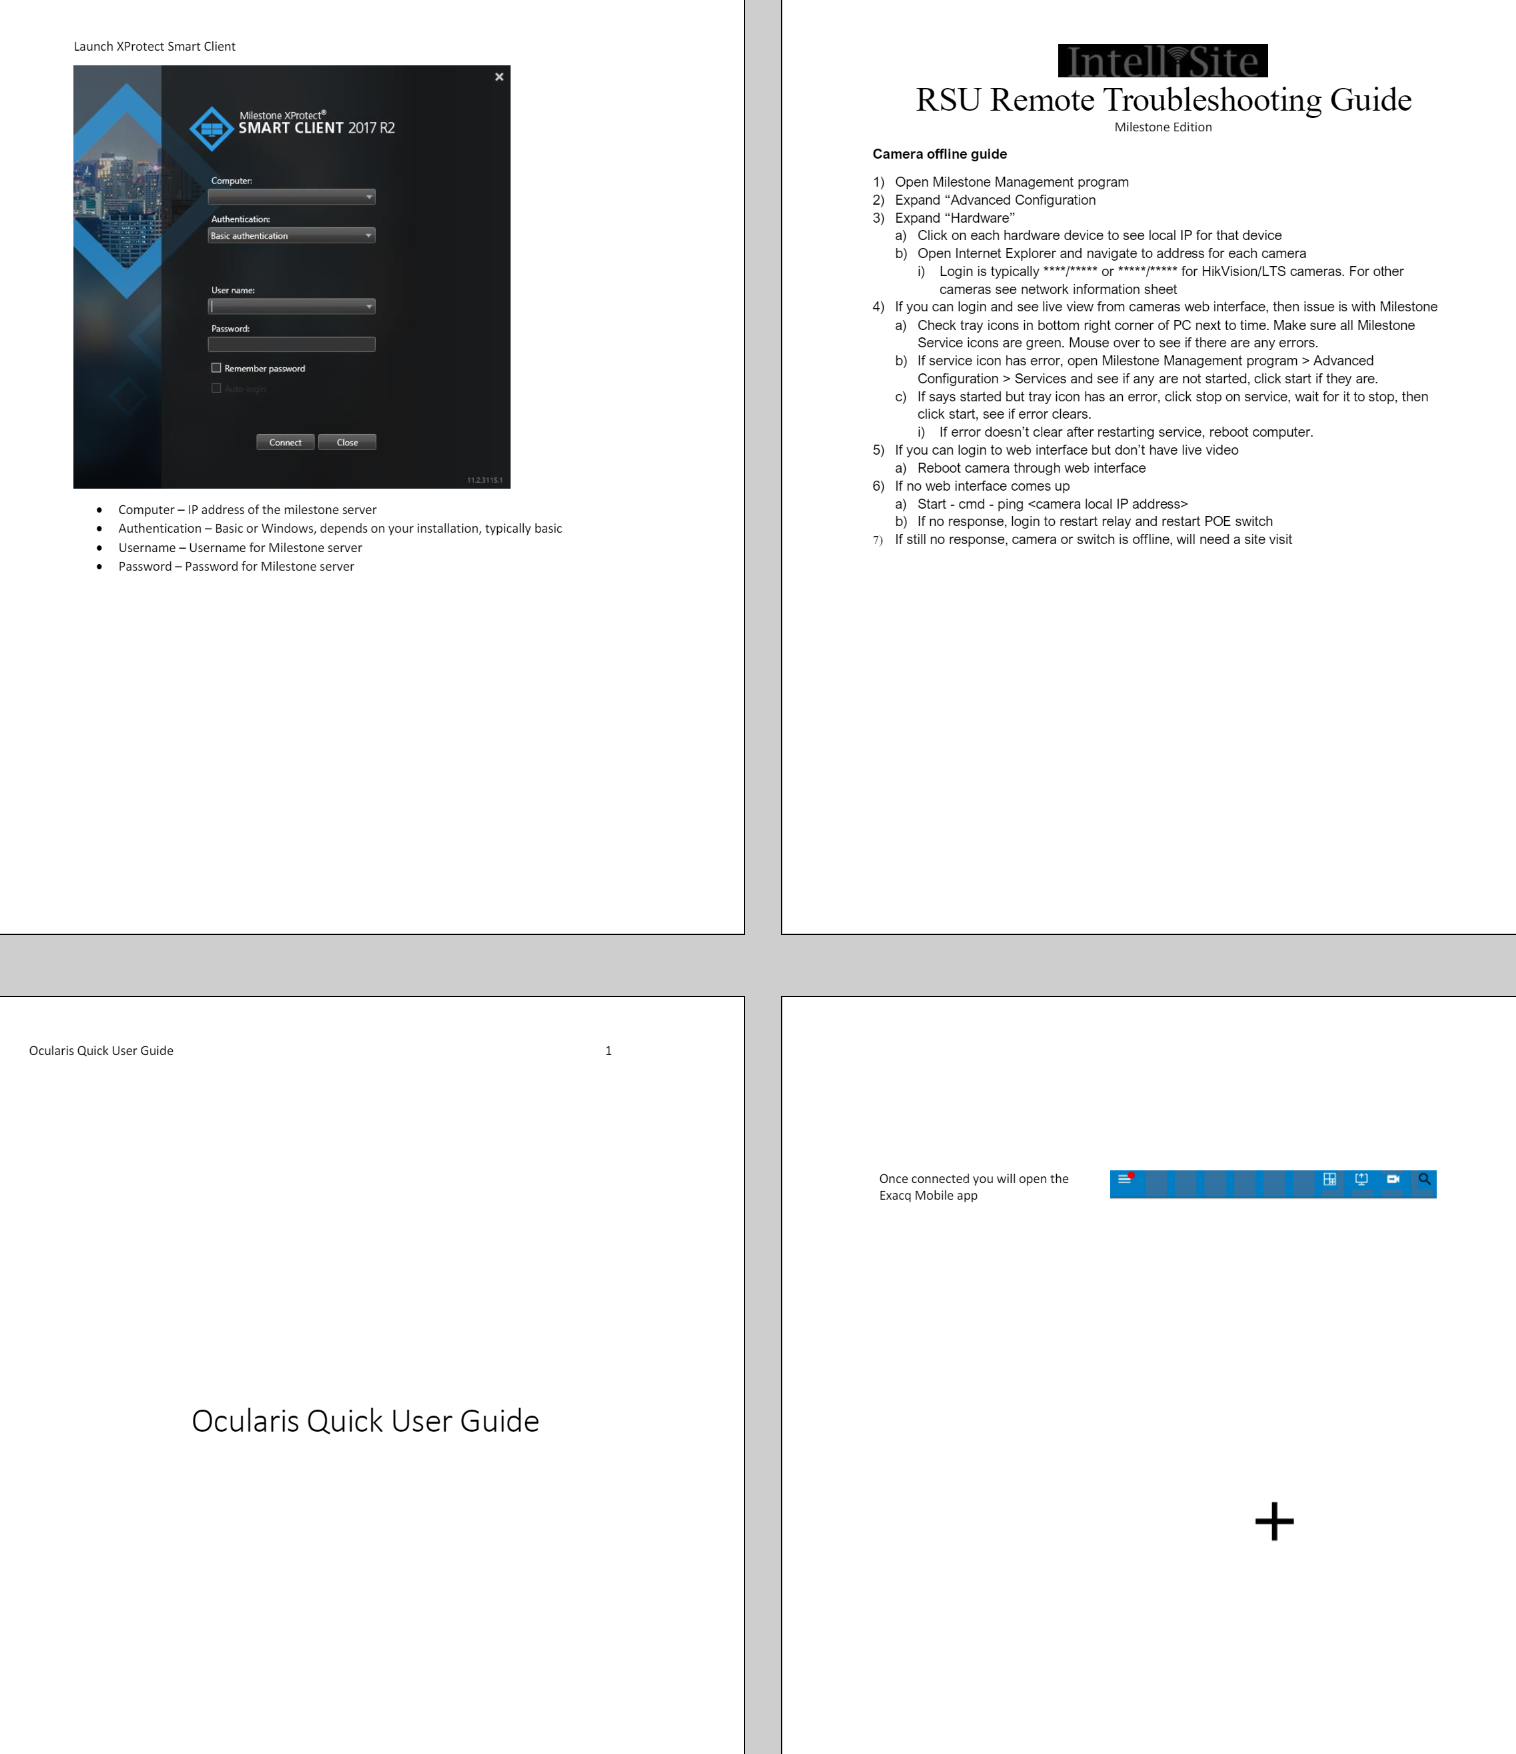 Launch XProtect Smart Client
Milestone XProtect®
SMART CLIENT 2017 R2
Computer:
Authentication:
Basic authentication
User name:
Password:
Remember password
Auto-login
Connect Close
11.2.3115.1
• Computer – IP address of the milestone server
• Authentication – Basic or Windows, depends on your installation, typically basic
• Username – Username for Milestone server
• Password – Password for Milestone server
IntelliSite
RSU Remote Troubleshooting Guide
Milestone Edition
Camera offline guide
1) Open Milestone Management program
2) Expand “Advanced Configuration
3) Expand “Hardware”
a) Click on each hardware device to see local IP for that device
b) Open Internet Explorer and navigate to address for each camera
i) Login is typically ****/***** or *****/***** for HikVision/LTS cameras. For other
cameras see network information sheet
4) If you can login and see live view from cameras web interface, then issue is with Milestone
a) Check tray icons in bottom right corner of PC next to time. Make sure all Milestone
Service icons are green. Mouse over to see if there are any errors.
b) If service icon has error, open Milestone Management program > Advanced
Configuration > Services and see if any are not started, click start if they are.
c) If says started but tray icon has an error, click stop on service, wait for it to stop, then
click start, see if error clears.
i) If error doesn’t clear after restarting service, reboot computer.
5) If you can login to web interface but don’t have live video
a) Reboot camera through web interface
6) If no web interface comes up
a) Start - cmd - ping <camera local IP address>
b) If no response, login to restart relay and restart POE switch
7) If still no response, camera or switch is offline, will need a site visit
Ocularis Quick User Guide 1
Ocularis Quick User Guide
Once connected you will open the
Exacq Mobile app